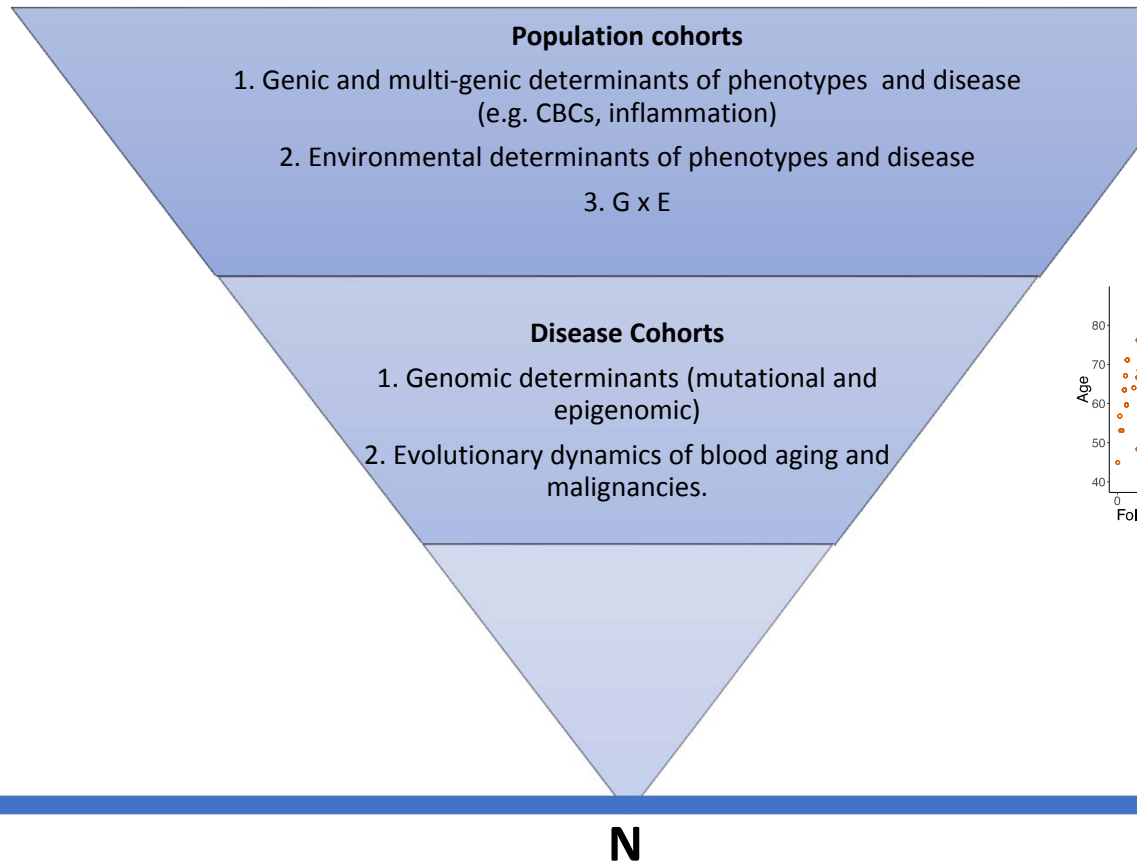 Population cohorts
1. Genic and multi-genic determinants of phenotypes and disease
(e.g. CBCs, inflammation)
2. Environmental determinants of phenotypes and disease
3. G x E
Disease Cohorts
1. Genomic determinants (mutational and
epigenomic)
2. Evolutionary dynamics of blood aging and
malignancies.
80
70
60
50
40
Age
0
Fol
N